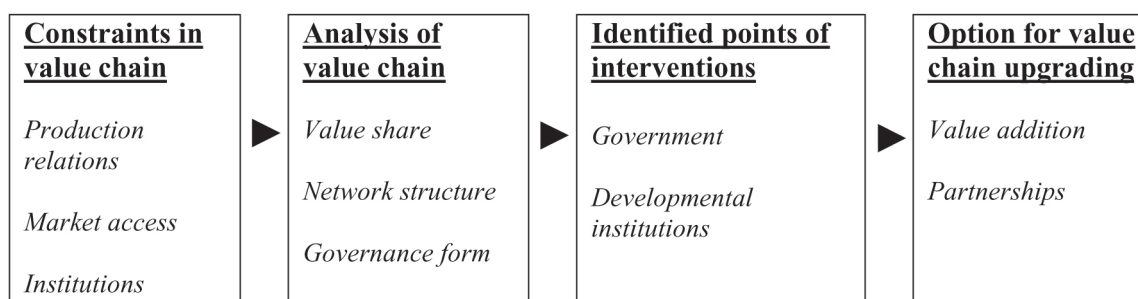 Constraints in
value chain
Production
relations
Market access
Institutions
Analysis of
value chain
Value share
Network structure
Governance form
Identified points of
interventions
Government
Developmental
institutions
Option for value
chain upgrading
Value addition
Partnerships